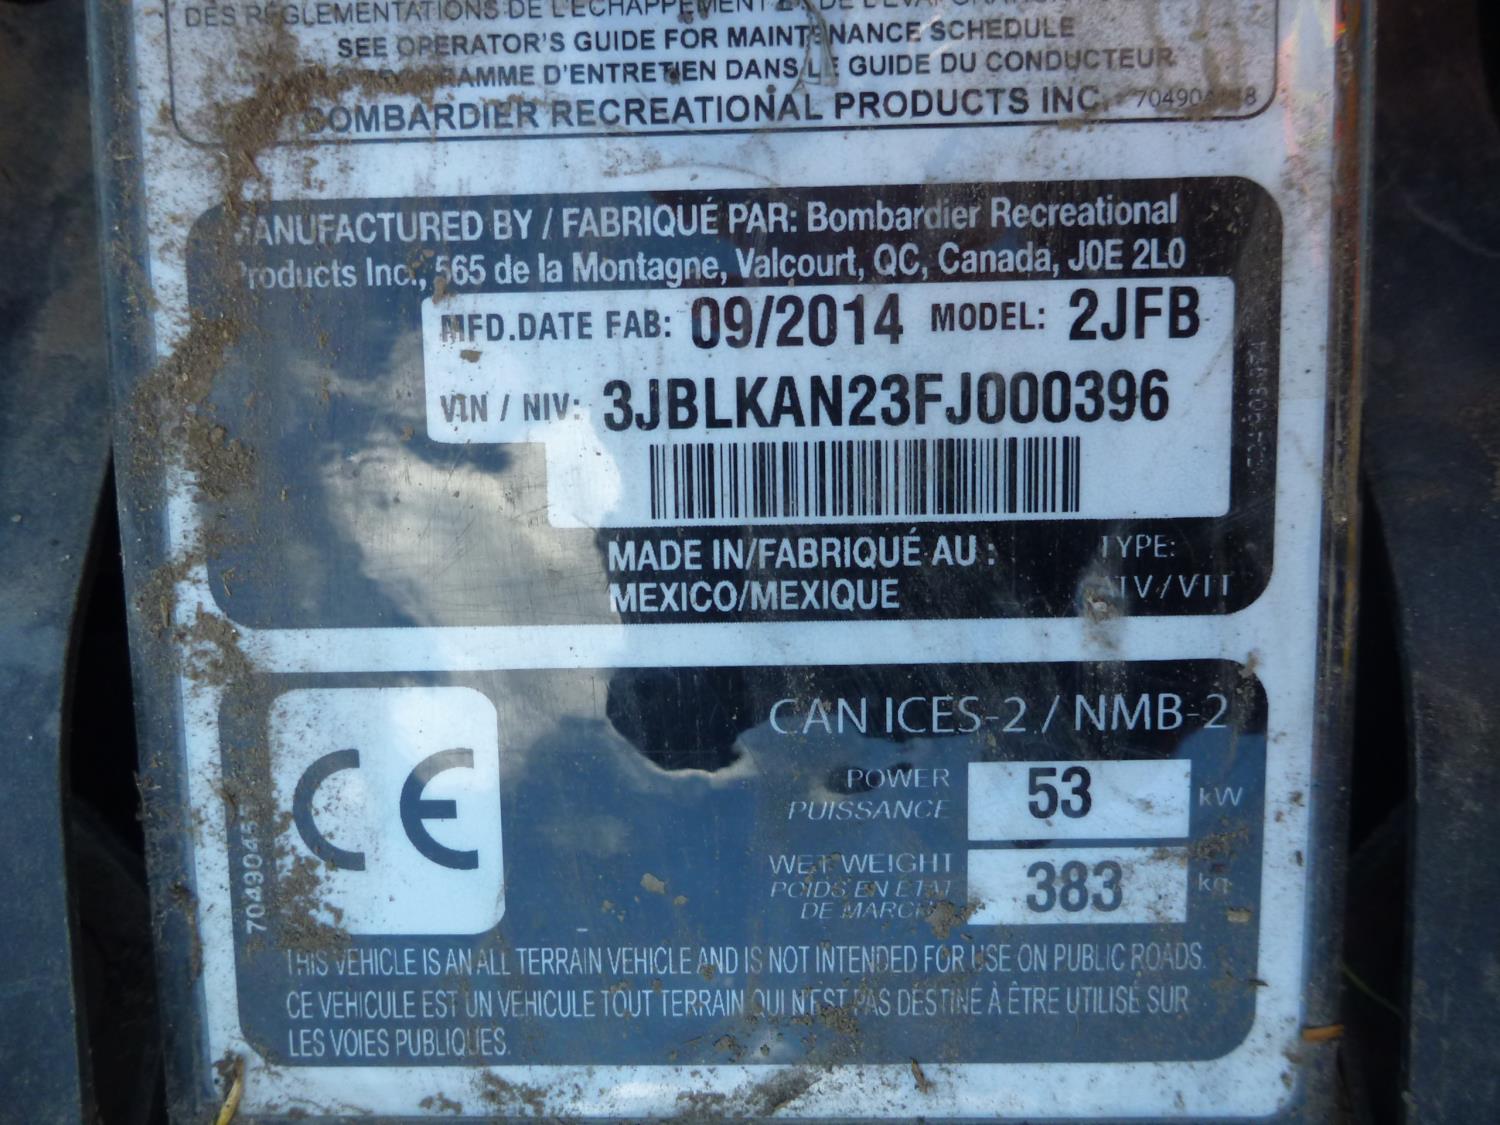 DES RÉGLEMENTATIONS DE L'ÉCHAPPEMENT ET DE L'ÉVAPORATION
SEE OPERATOR'S GUIDE FOR MAINTENANCE SCHEDULE
PROGRAMME D'ENTRETIEN DANS LE GUIDE DU CONDUCTEUR
BOMBARDIER RECREATIONAL PRODUCTS INC.
MANUFACTURED BY / FABRIQUÉ PAR: Bombardier Recreational
Products Inc., 565 de la Montagne, Valcourt, QC, Canada, J0E 2L0
MFD.DATE FAB: 09/2014 MODEL: 2JFB
VIN / NIV: 3JBLKAN23FJ000396
MADE IN/FABRIQUÉ AU :
MEXICO/MEXIQUE
TYPE:
ATV/VTT
CE
CAN ICES-2 / NMB-2
POWER
PUISSANCE
53 kW
WET WEIGHT
POIDS EN ÉTAT
DE MARCHE
383 kg
THIS VEHICLE IS AN ALL TERRAIN VEHICLE AND IS NOT INTENDED FOR USE ON PUBLIC ROADS.
CE VEHICULE EST UN VEHICULE TOUT TERRAIN QUI N'EST PAS DESTINÉ À ÊTRE UTILISÉ SUR
LES VOIES PUBLIQUES.